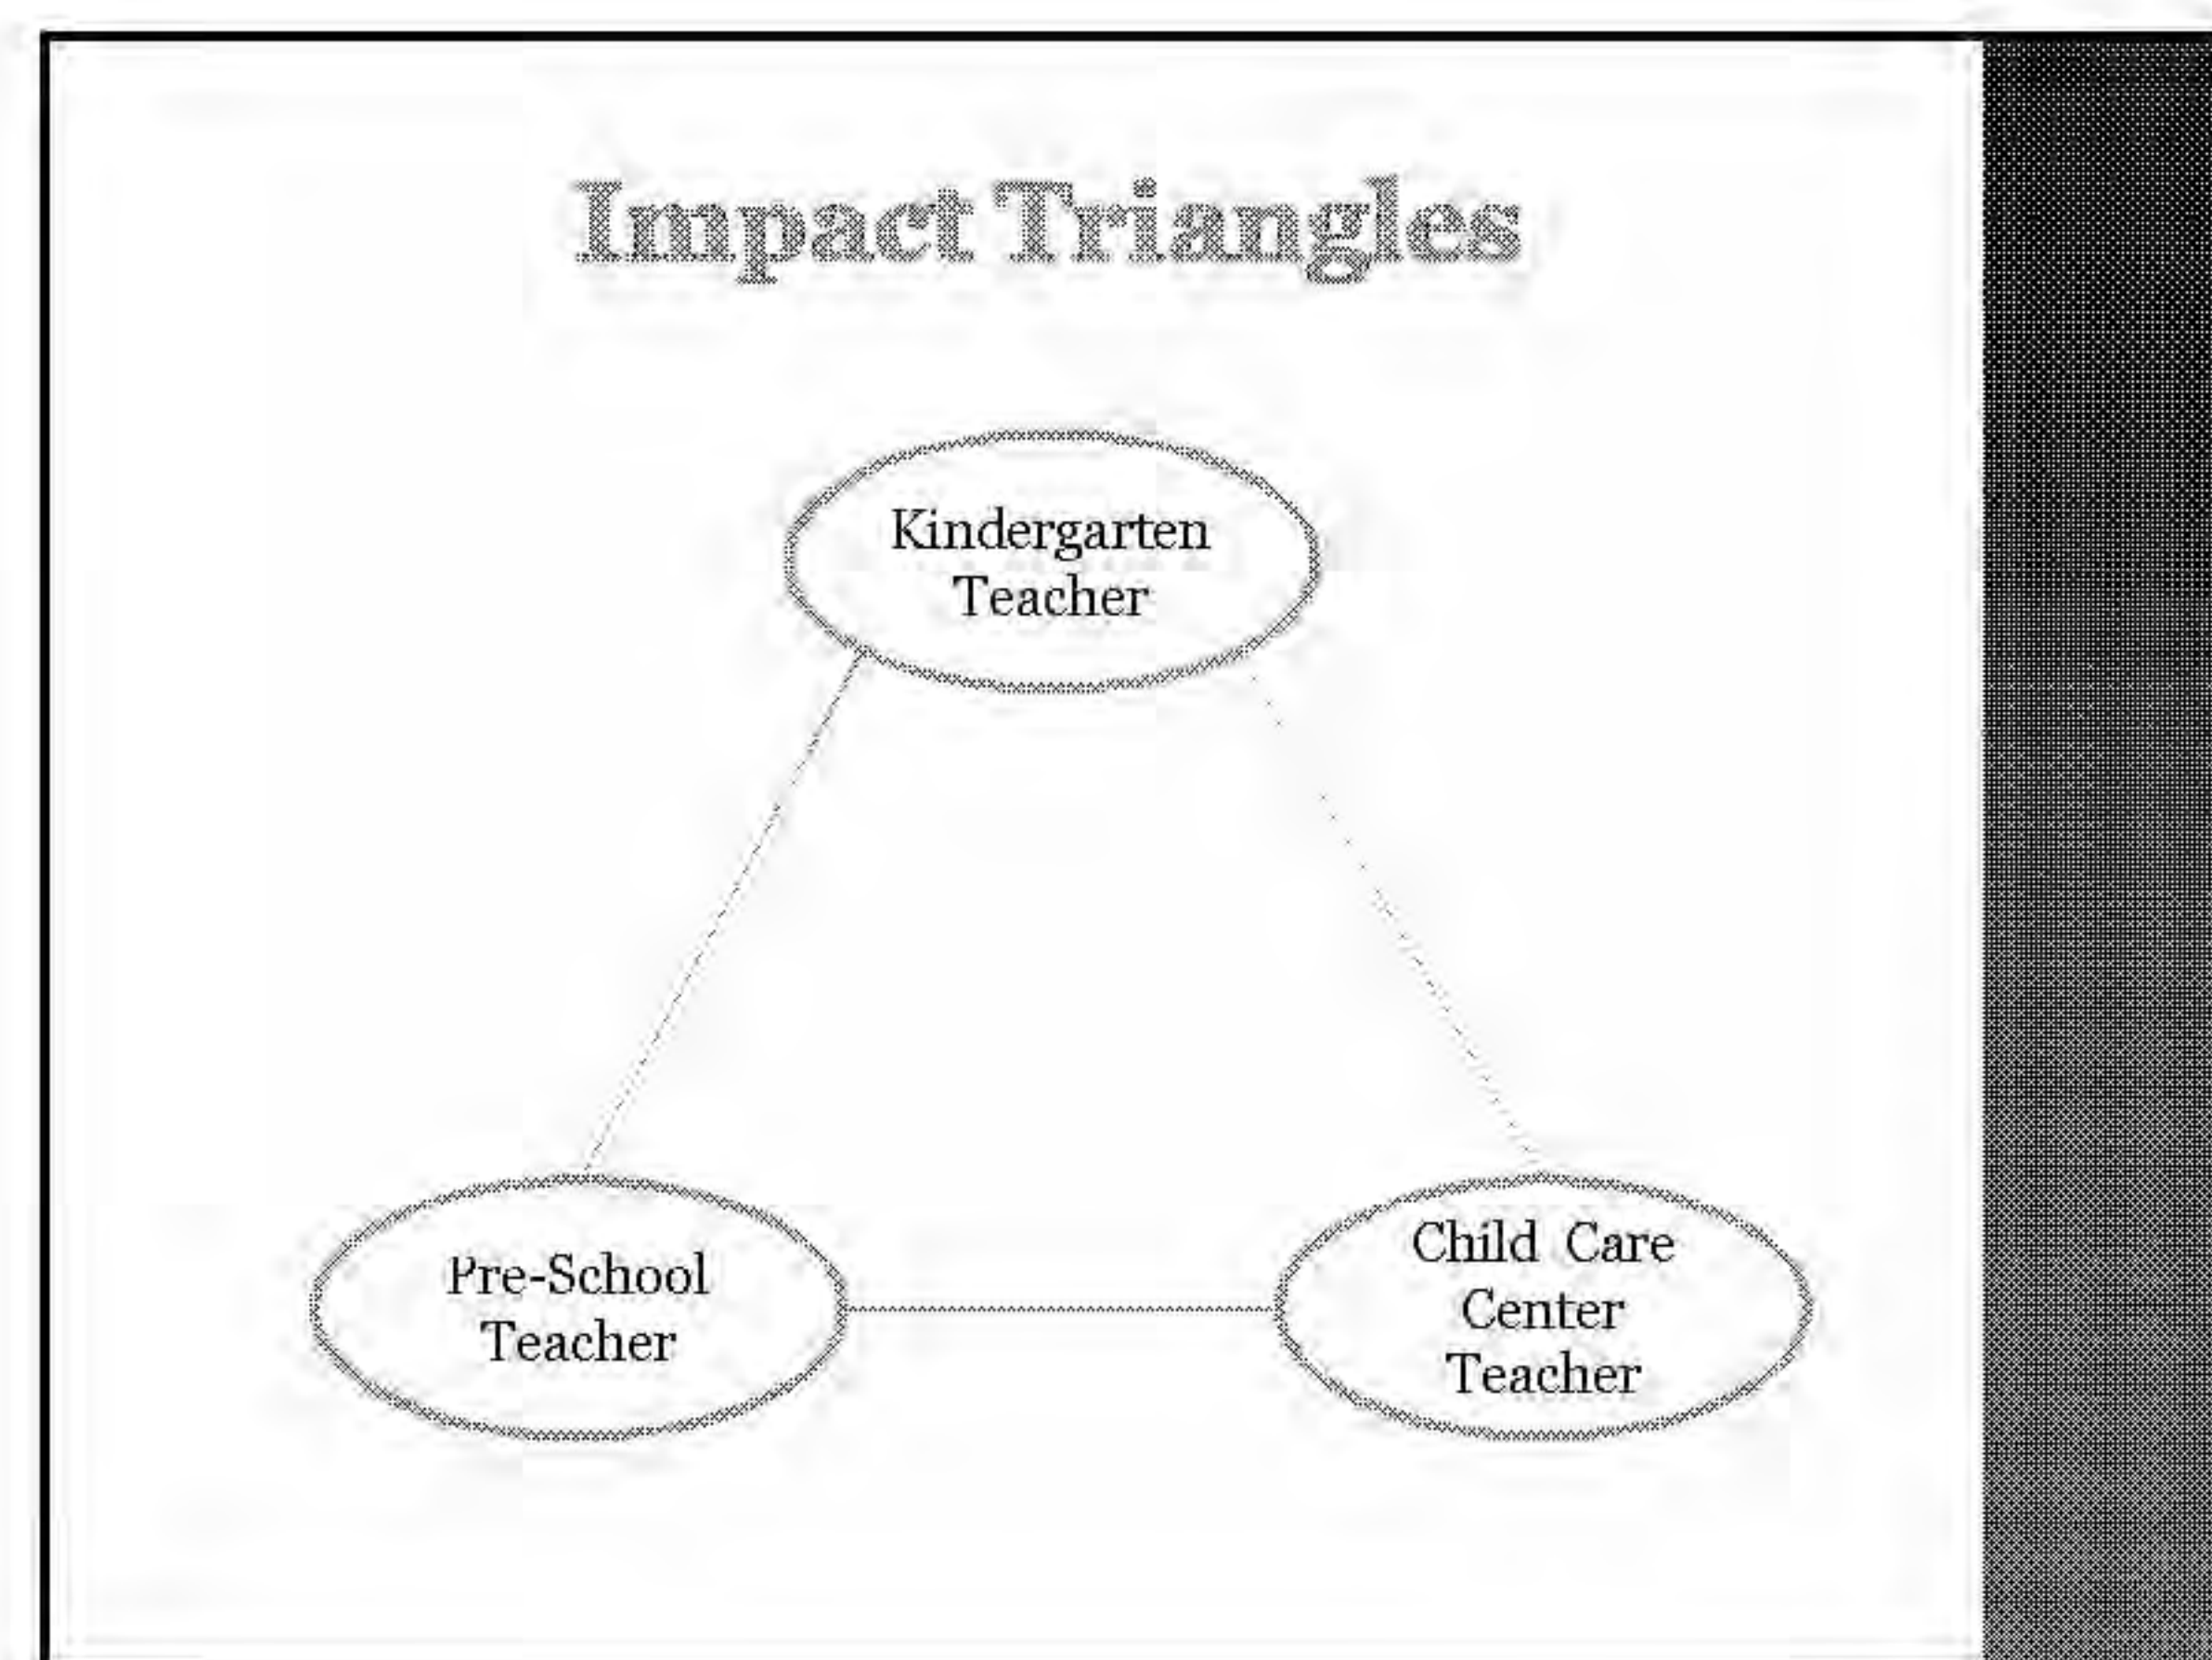 Impact Triangles
Kindergarten
Teacher
Pre-School
Teacher
Child Care
Center
Teacher